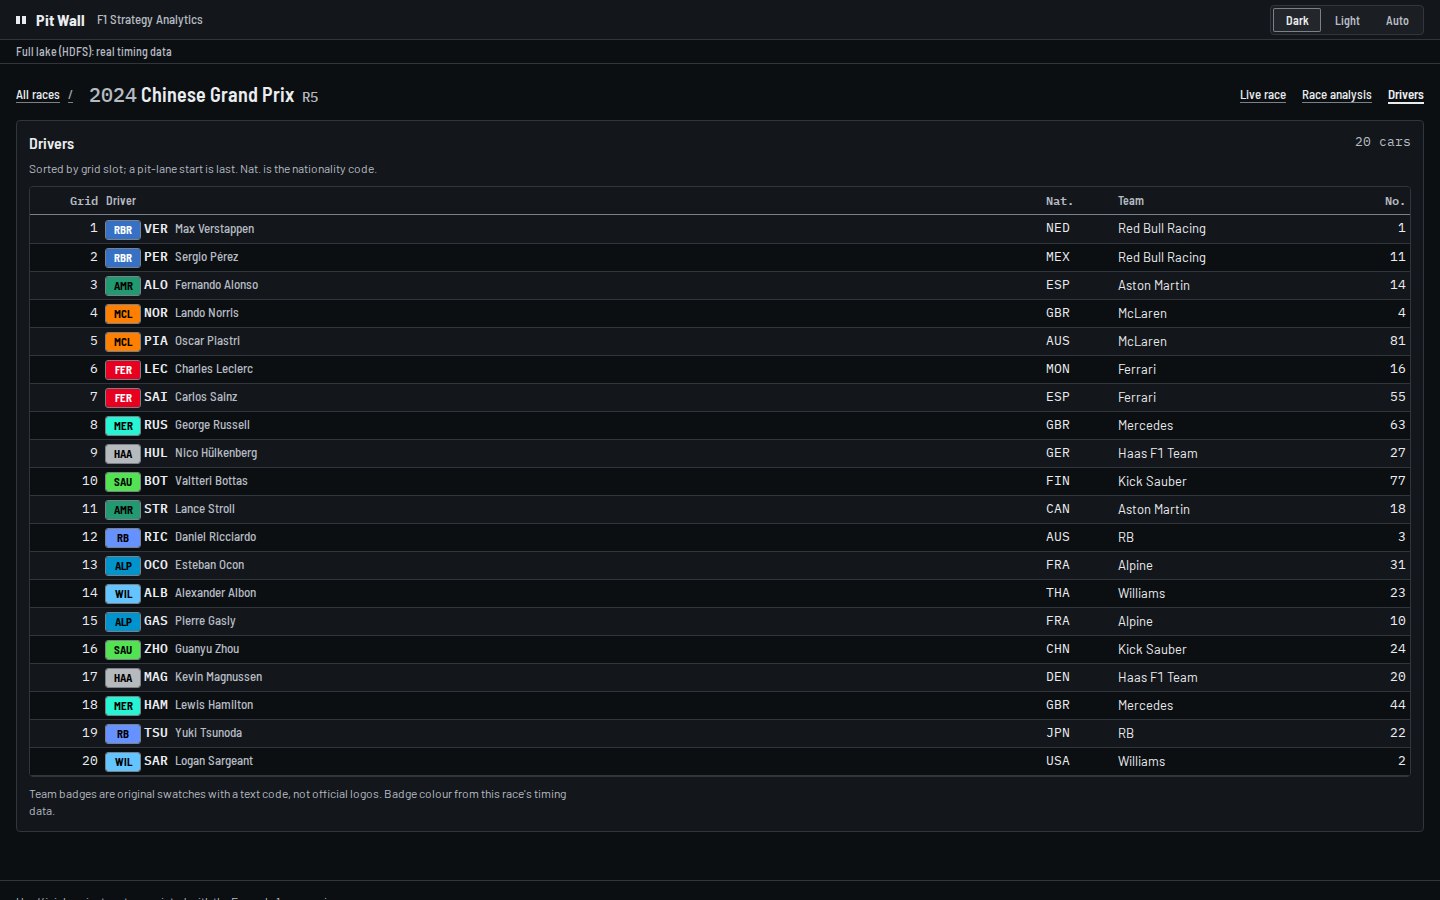 Pit Wall F1 Strategy Analytics Dark Light Auto
Full lake (HDFS): real timing data
All races / 2024 Chinese Grand Prix R5 Live race Race analysis Drivers
Drivers 20 cars
Sorted by grid slot; a pit-lane start is last. Nat. is the nationality code.
Grid Driver Nat. Team No.
1 RBR VER Max Verstappen NED Red Bull Racing 1
2 RBR PER Sergio Pérez MEX Red Bull Racing 11
3 AMR ALO Fernando Alonso ESP Aston Martin 14
4 MCL NOR Lando Norris GBR McLaren 4
5 MCL PIA Oscar Piastri AUS McLaren 81
6 FER LEC Charles Leclerc MON Ferrari 16
7 FER SAI Carlos Sainz ESP Ferrari 55
8 MER RUS George Russell GBR Mercedes 63
9 HAA HUL Nico Hülkenberg GER Haas F1 Team 27
10 SAU BOT Valtteri Bottas FIN Kick Sauber 77
11 AMR STR Lance Stroll CAN Aston Martin 18
12 RB RIC Daniel Ricciardo AUS RB 3
13 ALP OCO Esteban Ocon FRA Alpine 31
14 WIL ALB Alexander Albon THA Williams 23
15 ALP GAS Pierre Gasly FRA Alpine 10
16 SAU ZHO Guanyu Zhou CHN Kick Sauber 24
17 HAA MAG Kevin Magnussen DEN Haas F1 Team 20
18 MER HAM Lewis Hamilton GBR Mercedes 44
19 RB TSU Yuki Tsunoda JPN RB 22
20 WIL SAR Logan Sargeant USA Williams 2
Team badges are original swatches with a text code, not official logos. Badge colour from this race's timing
data.